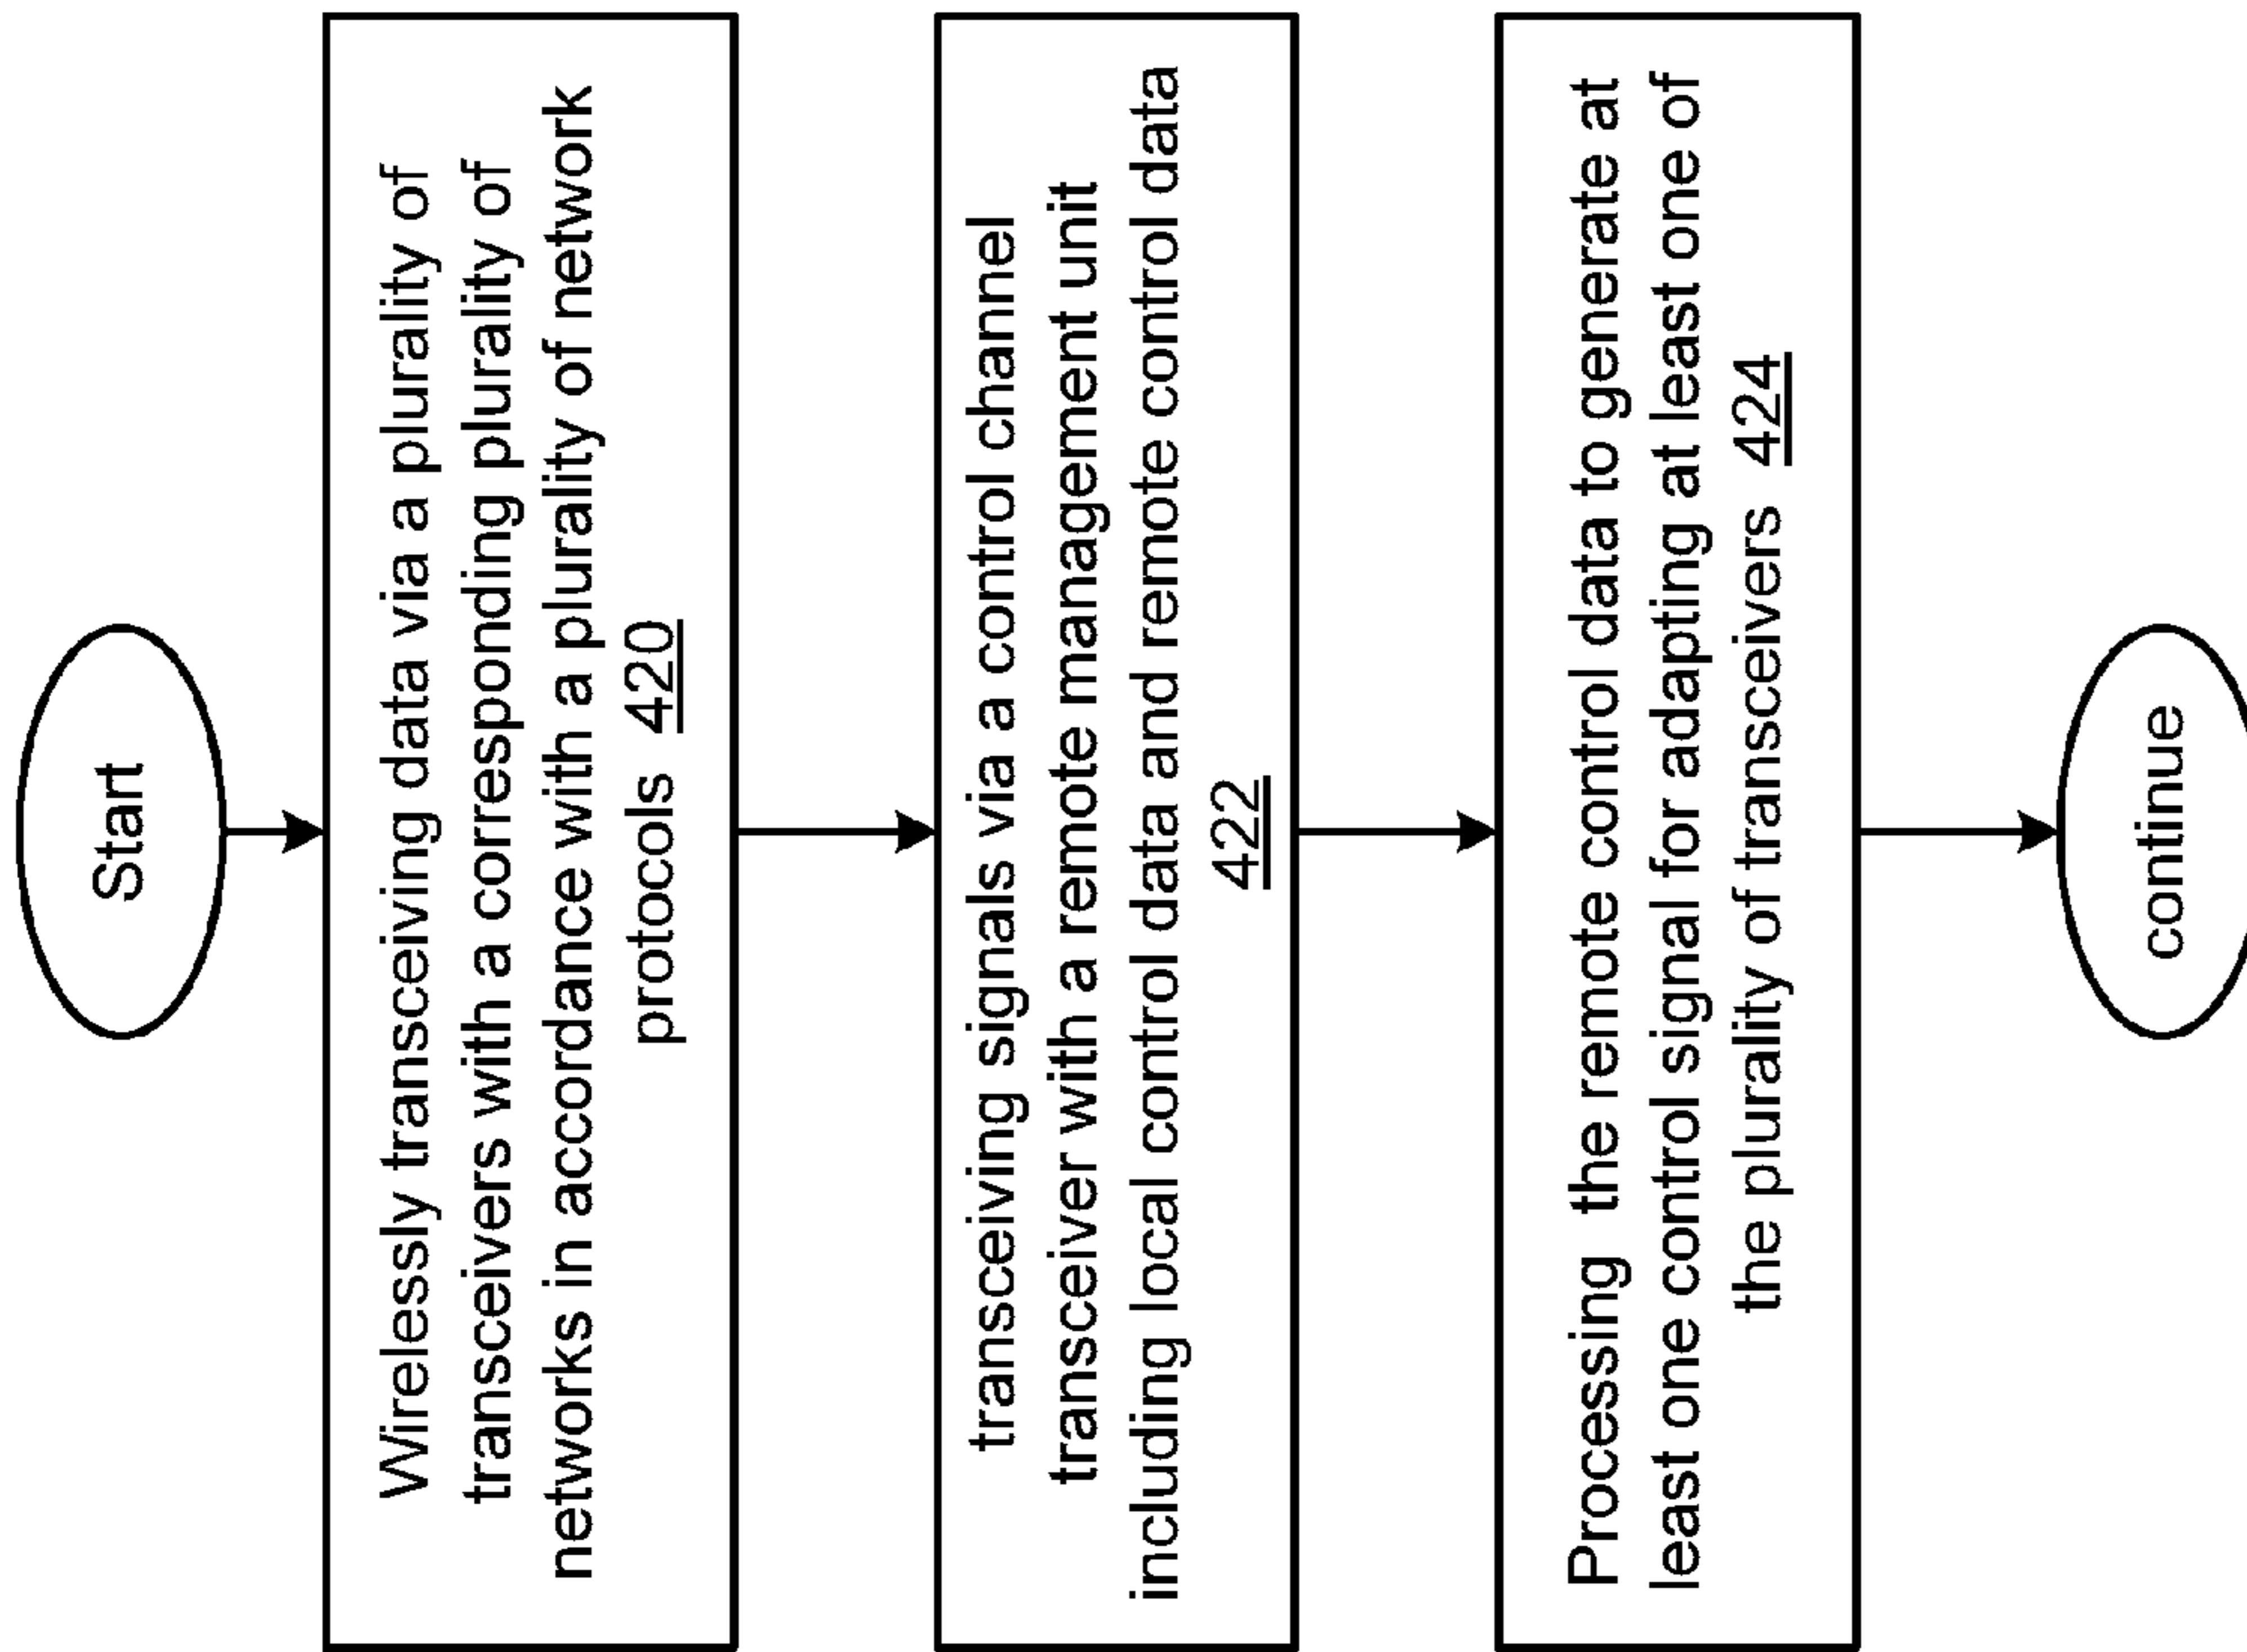 Start
Wirelessly transceiving data via a plurality of
transceivers with a corresponding plurality of
networks in accordance with a plurality of network
protocols 420
transceiving signals via a control channel
transceiver with a remote management unit
including local control data and remote control data
422
Processing the remote control data to generate at
least one control signal for adapting at least one of
the plurality of transceivers 424
continue